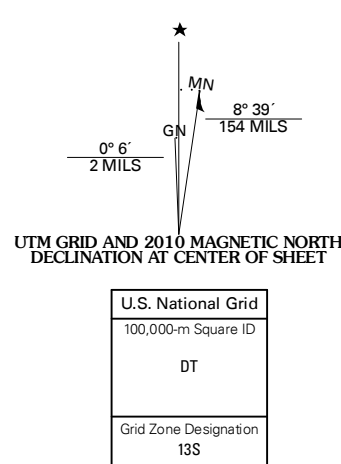 ★
MN
8° 39´
154 MILS
GN
0° 6´
2 MILS
UTM GRID AND 2010 MAGNETIC NORTH
DECLINATION AT CENTER OF SHEET
U.S. National Grid
100,000-m Square ID
DT
Grid Zone Designation
13S